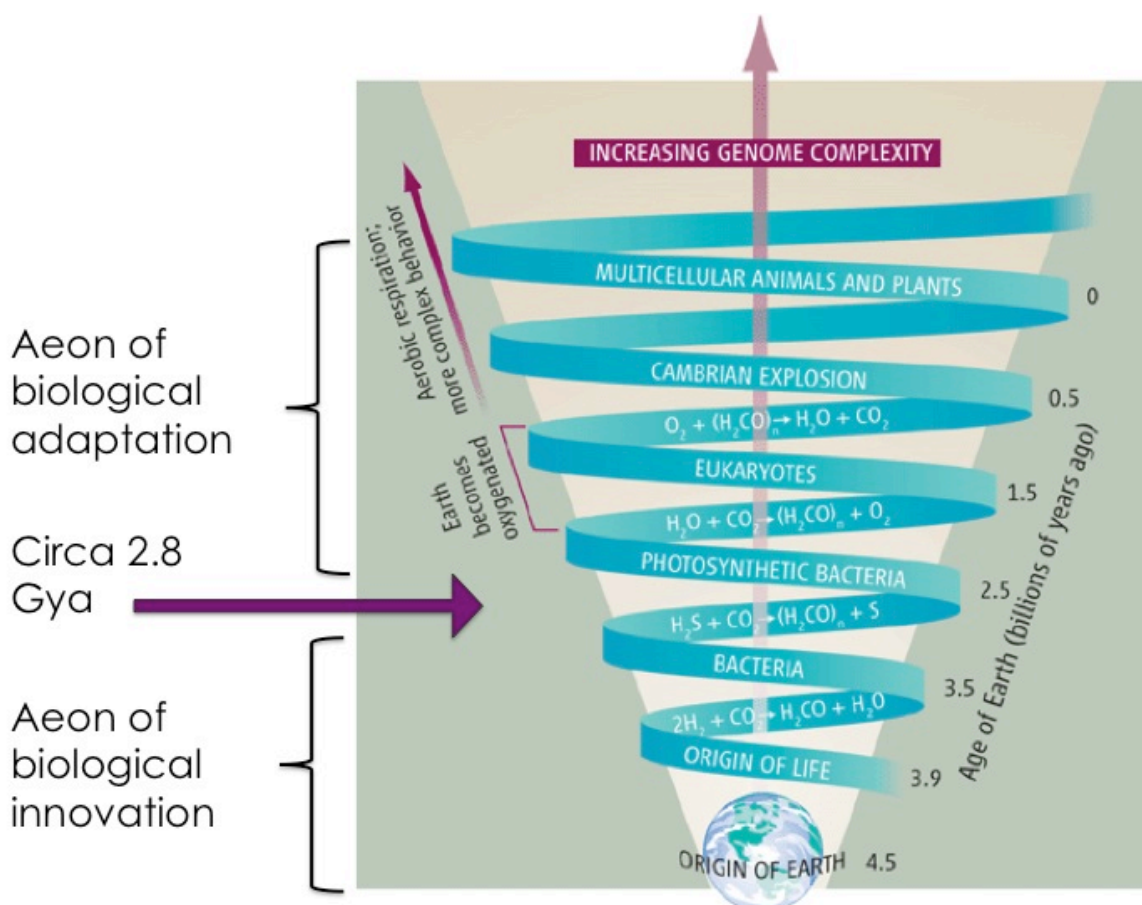 INCREASING GENOME COMPLEXITY
Aerobic respiration;
more complex behavior
MULTICELLULAR ANIMALS AND PLANTS
0
Aeon of
biological
adaptation
CAMBRIAN EXPLOSION
0.5
O₂ + (H₂CO)ₙ→H₂O + CO₂
Earth
becomes
oxygenated
EUKARYOTES
1.5
H₂O + CO₂→(H₂CO)ₙ + O₂
Circa 2.8
Gya
PHOTOSYNTHETIC BACTERIA
2.5
H₂S + CO₂→(H₂CO)ₙ + S
BACTERIA
3.5
2H₂ + CO₂→H₂CO + H₂O
Aeon of
biological
innovation
ORIGIN OF LIFE
3.9
Age of Earth (billions of years ago)
ORIGIN OF EARTH
4.5